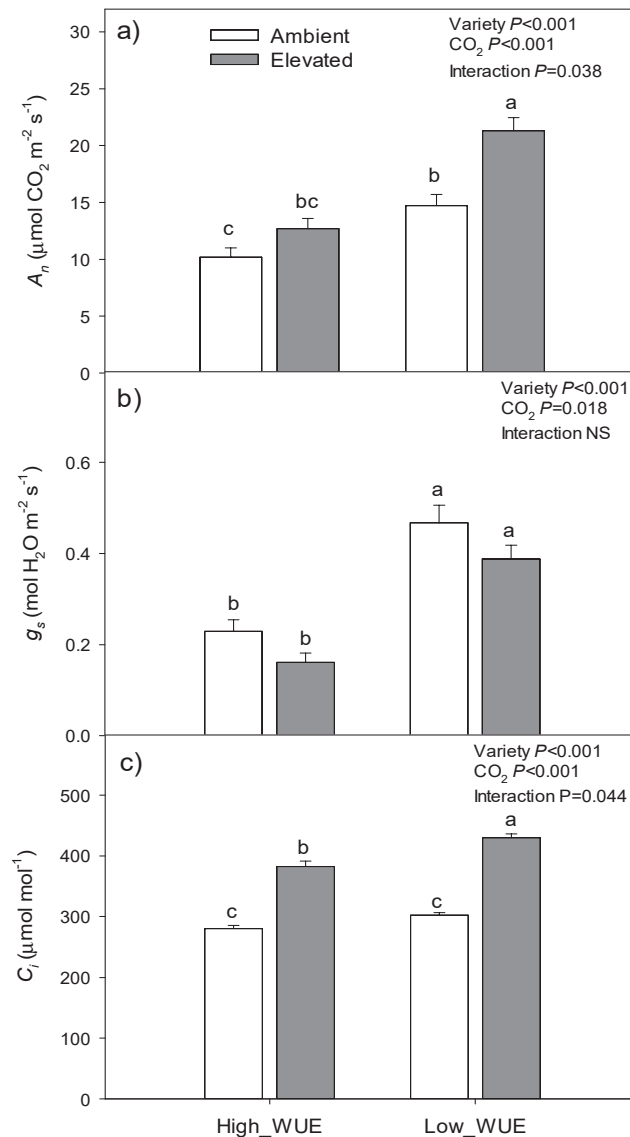 a)
Ambient
Elevated
Variety P<0.001
CO₂ P<0.001
Interaction P=0.038
30
25
20
15
10
5
0
Aₙ (μmol CO₂ m⁻² s⁻¹)
c
bc
b
a
b)
Variety P<0.001
CO₂ P=0.018
Interaction NS
0.6
0.4
0.2
0.0
gₛ (mol H₂O m⁻² s⁻¹)
b
b
a
a
c)
Variety P<0.001
CO₂ P<0.001
Interaction P=0.044
500
400
300
200
100
0
Cᵢ (μmol mol⁻¹)
c
b
c
a
High_WUE
Low_WUE